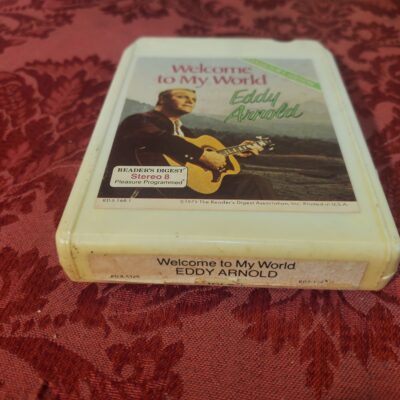 Welcome
to My World
Eddy
Arnold
READER'S DIGEST
Stereo 8
Pleasure Programmed
©1975 The Reader's Digest Association, Inc. Printed in U.S.A.
Welcome to My World
EDDY ARNOLD